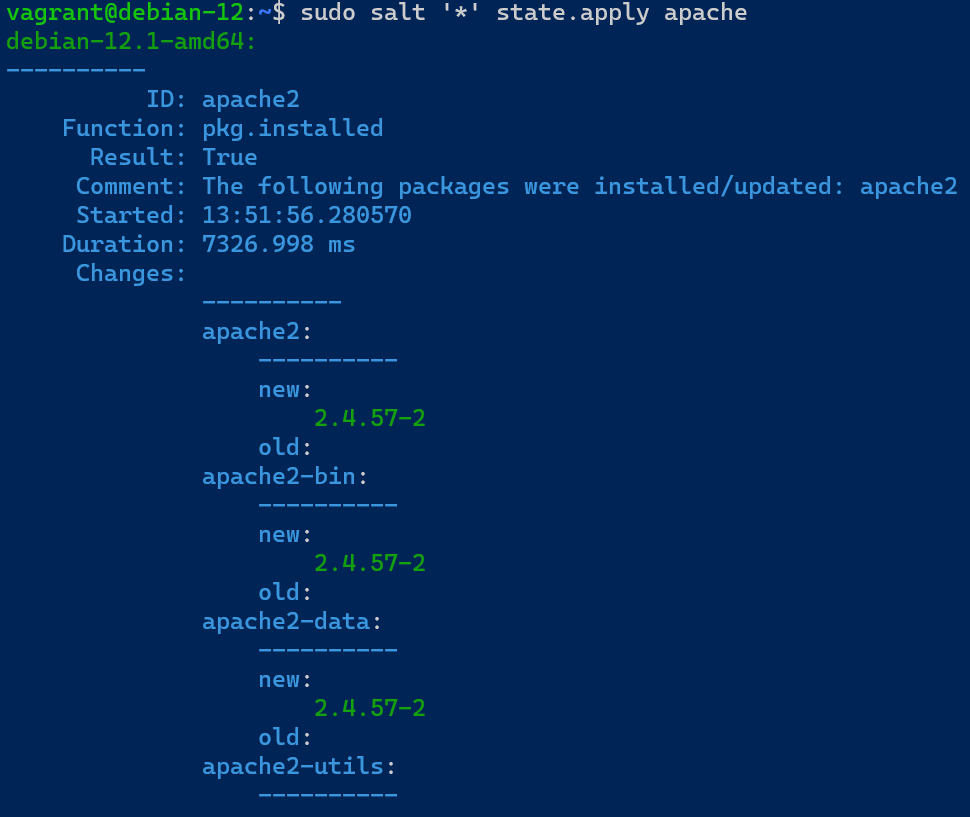 vagrant@debian-12:~$ sudo salt '*' state.apply apache
debian-12.1-amd64:
----------
          ID: apache2
    Function: pkg.installed
      Result: True
     Comment: The following packages were installed/updated: apache2
     Started: 13:51:56.280570
    Duration: 7326.998 ms
     Changes:
              ----------
              apache2:
                  ----------
                  new:
                      2.4.57-2
                  old:
              apache2-bin:
                  ----------
                  new:
                      2.4.57-2
                  old:
              apache2-data:
                  ----------
                  new:
                      2.4.57-2
                  old:
              apache2-utils:
                  ----------